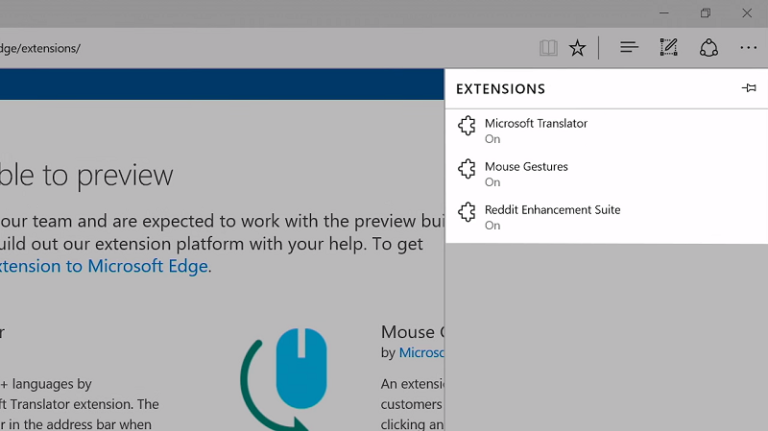 dge/extensions/
EXTENSIONS
Microsoft Translator
On
Mouse Gestures
On
Reddit Enhancement Suite
On
ble to preview
our team and are expected to work with the preview bui
uild out our extension platform with your help. To get
xtension to Microsoft Edge.
r
+ languages by
ft Translator extension. The
r in the address bar when
Mouse G
by Microso
An extensi
customers
clicking an